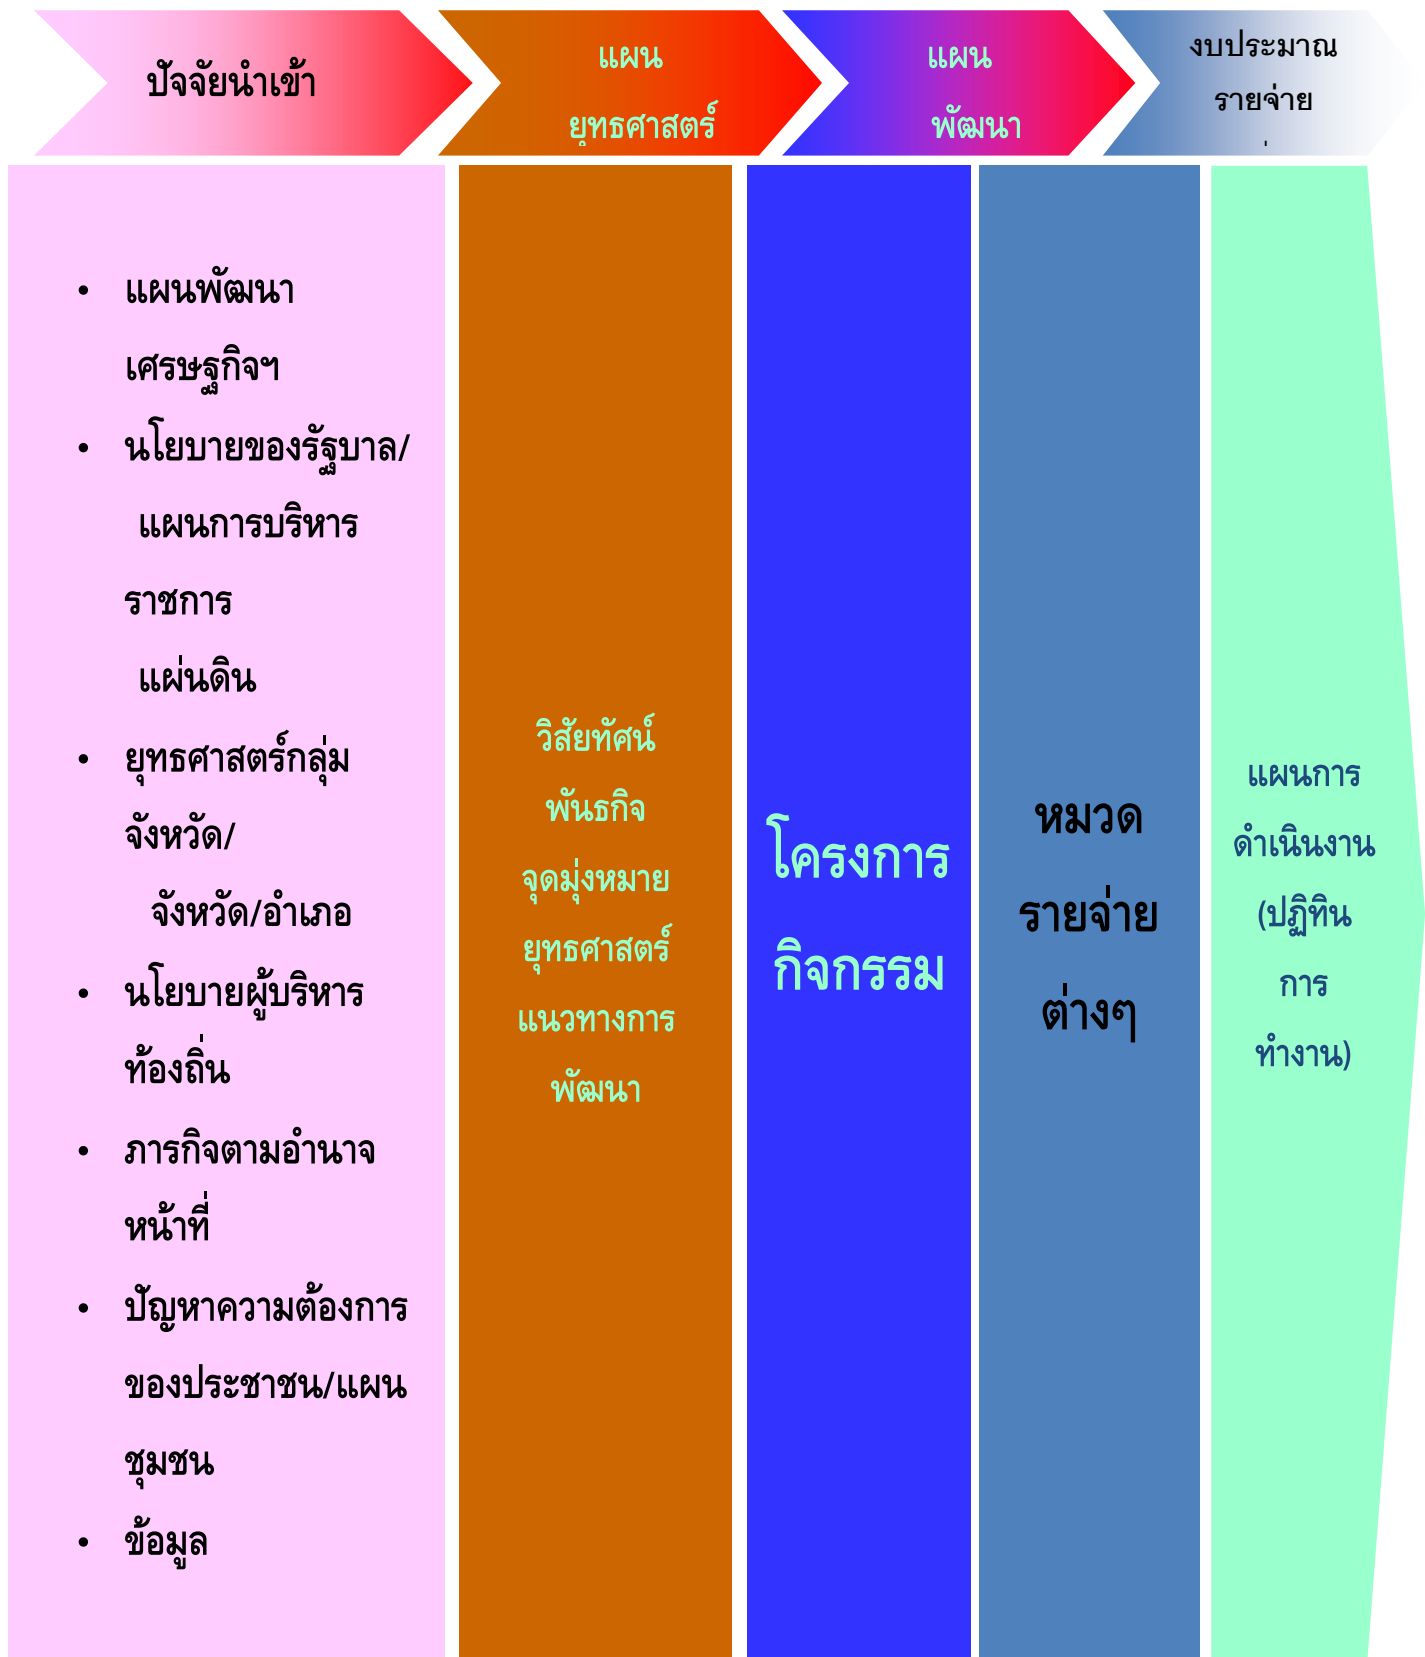 ปัจจัยนำเข้า
แผน
ยุทธศาสตร์
แผน
พัฒนา
งบประมาณ
รายจ่าย
• แผนพัฒนา
เศรษฐกิจฯ
• นโยบายของรัฐบาล/
แผนการบริหาร
ราชการ
แผ่นดิน
• ยุทธศาสตร์กลุ่ม
จังหวัด/
จังหวัด/อำเภอ
• นโยบายผู้บริหาร
ท้องถิ่น
• ภารกิจตามอำนาจ
หน้าที่
• ปัญหาความต้องการ
ของประชาชน/แผน
ชุมชน
• ข้อมูล
วิสัยทัศน์
พันธกิจ
จุดมุ่งหมาย
ยุทธศาสตร์
แนวทางการ
พัฒนา
โครงการ
กิจกรรม
หมวด
รายจ่าย
ต่างๆ
แผนการ
ดำเนินงาน
(ปฏิทิน
การ
ทำงาน)